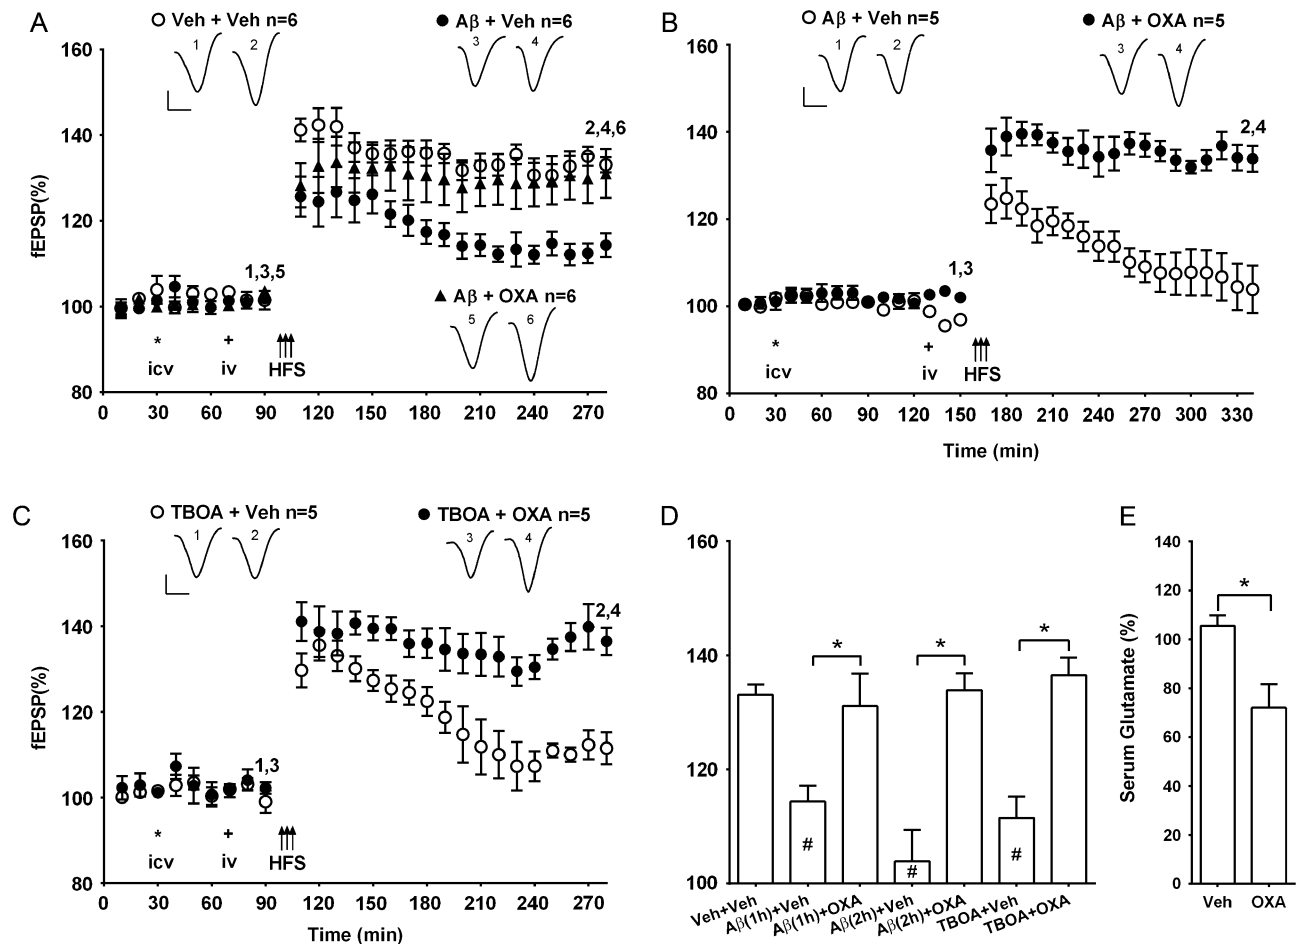 A
Veh + Veh n=6
Aβ + Veh n=6
1
2
3
4
160
140
120
100
80
fEPSP(%)
2,4,6
1,3,5
Aβ + OXA n=6
5
6
*
+
icv
iv
HFS
0 30 60 90 120 150 180 210 240 270
B
Aβ + Veh n=5
Aβ + OXA n=5
1
2
3
4
160
140
120
100
80
2,4
1,3
*
+
icv
iv
HFS
0 30 60 90 120 150 180 210 240 270 300 330
Time (min)
C
TBOA + Veh n=5
TBOA + OXA n=5
1
2
3
4
160
140
120
100
80
fEPSP(%)
2,4
1,3
*
+
icv
iv
HFS
0 30 60 90 120 150 180 210 240 270
Time (min)
D
160
140
120
100
*
*
*
#
#
#
Veh+Veh
Aβ(1h)+Veh
Aβ(1h)+OXA
Aβ(2h)+Veh
Aβ(2h)+OXA
TBOA+Veh
TBOA+OXA
E
140
120
100
80
60
40
20
0
Serum Glutamate (%)
*
Veh OXA